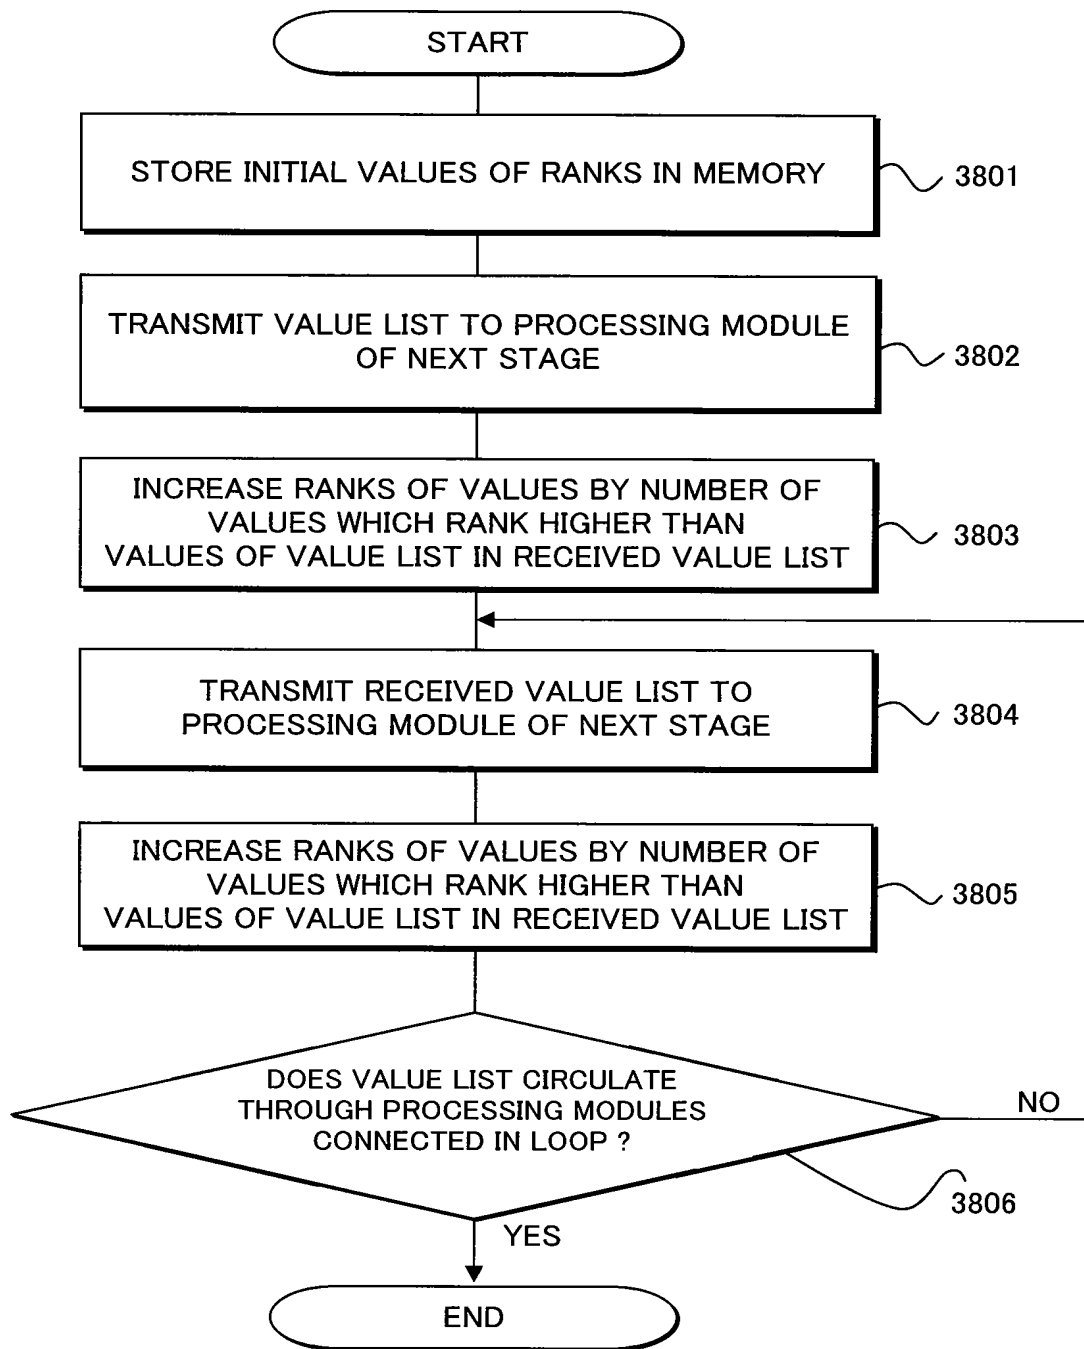 START
STORE INITIAL VALUES OF RANKS IN MEMORY
3801
TRANSMIT VALUE LIST TO PROCESSING MODULE
OF NEXT STAGE
3802
INCREASE RANKS OF VALUES BY NUMBER OF
VALUES WHICH RANK HIGHER THAN
VALUES OF VALUE LIST IN RECEIVED VALUE LIST
3803
TRANSMIT RECEIVED VALUE LIST TO
PROCESSING MODULE OF NEXT STAGE
3804
INCREASE RANKS OF VALUES BY NUMBER OF
VALUES WHICH RANK HIGHER THAN
VALUES OF VALUE LIST IN RECEIVED VALUE LIST
3805
DOES VALUE LIST CIRCULATE
THROUGH PROCESSING MODULES
CONNECTED IN LOOP ?
NO
3806
YES
END